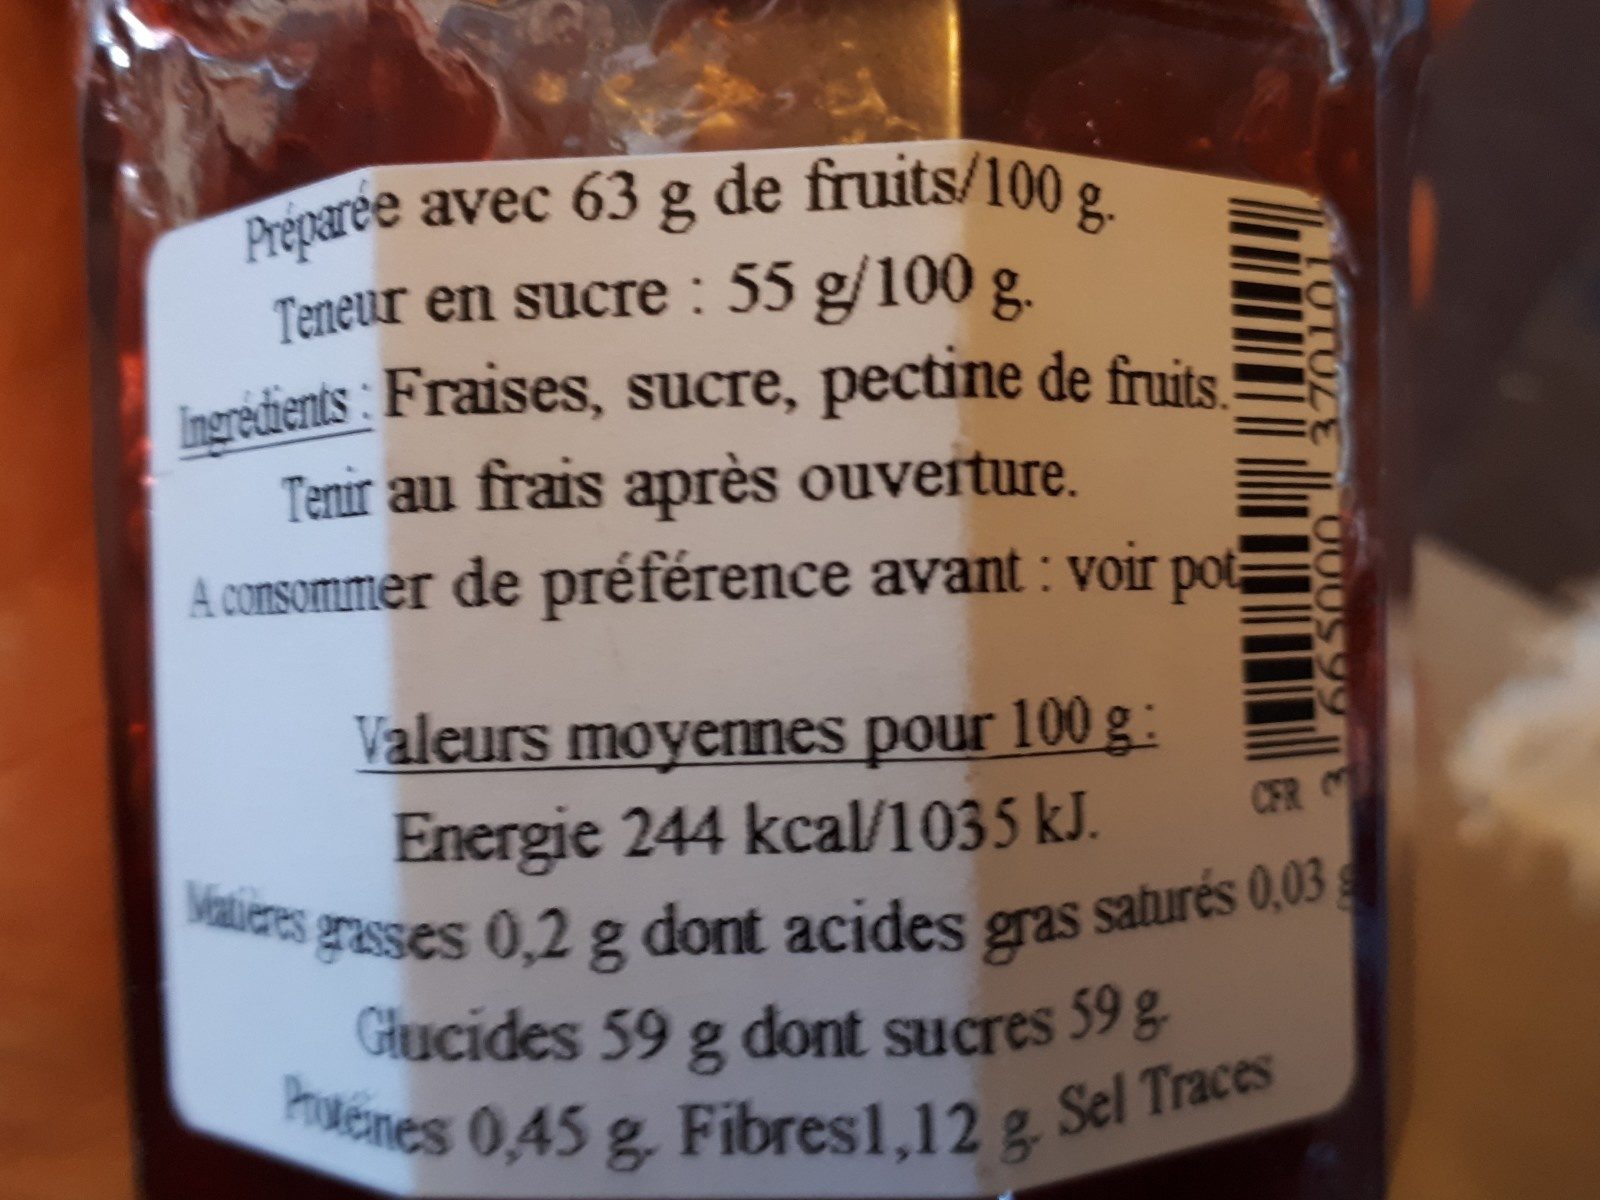 Préparée avec 63 g de fruits/100 g.
Teneur en sucre : 55 g/100 g.
Ingrédients : Fraises, sucre, pectine de fruits.
Tenir au frais après ouverture.
A consommer de préférence avant : voir pot
Valeurs moyennes pour 100 g :
Energie 244 kcal/1035 kJ.
Matières grasses 0,2 g dont acides gras saturés 0,03 g
Glucides 59 g dont sucres 59 g.
Protéines 0,45 g. Fibres1,12 g. Sel Traces
CFR
3 665000 370101